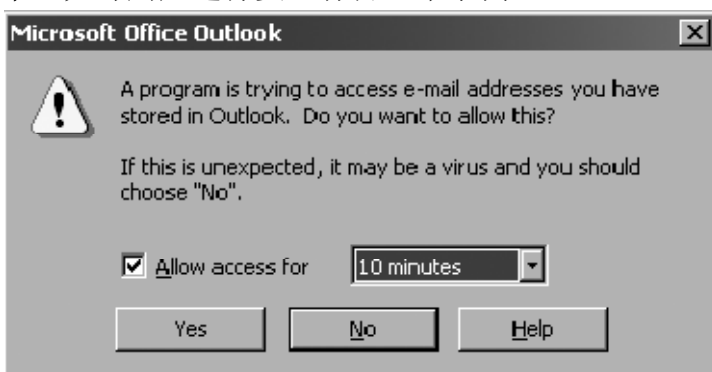 Microsoft Office Outlook
A program is trying to access e-mail addresses you have
stored in Outlook. Do you want to allow this?
If this is unexpected, it may be a virus and you should
choose "No".
Allow access for
10 minutes
Yes
No
Help